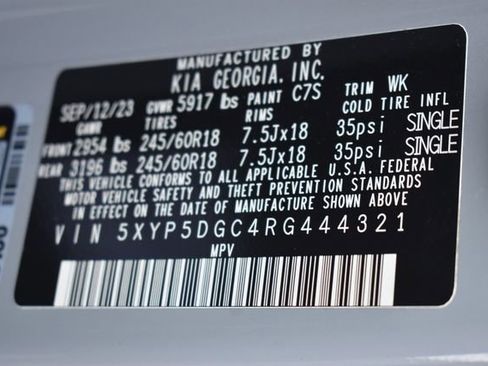 MANUFACTURED BY
KIA GEORGIA, INC.
SEP/12/23 GVWR 5917 lbs PAINT C7S TRIM WK
GAWR TIRES RIMS COLD TIRE INFL
FRONT 2954 lbs 245/60R18 7.5Jx18 35psi SINGLE
REAR 3196 lbs 245/60R18 7.5Jx18 35psi SINGLE
THIS VEHICLE CONFORMS TO ALL APPLICABLE U.S.A. FEDERAL
MOTOR VEHICLE SAFETY AND THEFT PREVENTION STANDARDS
IN EFFECT ON THE DATE OF MANUFACTURE SHOWN ABOVE
VIN 5XYP5DGC4RG444321
MPV